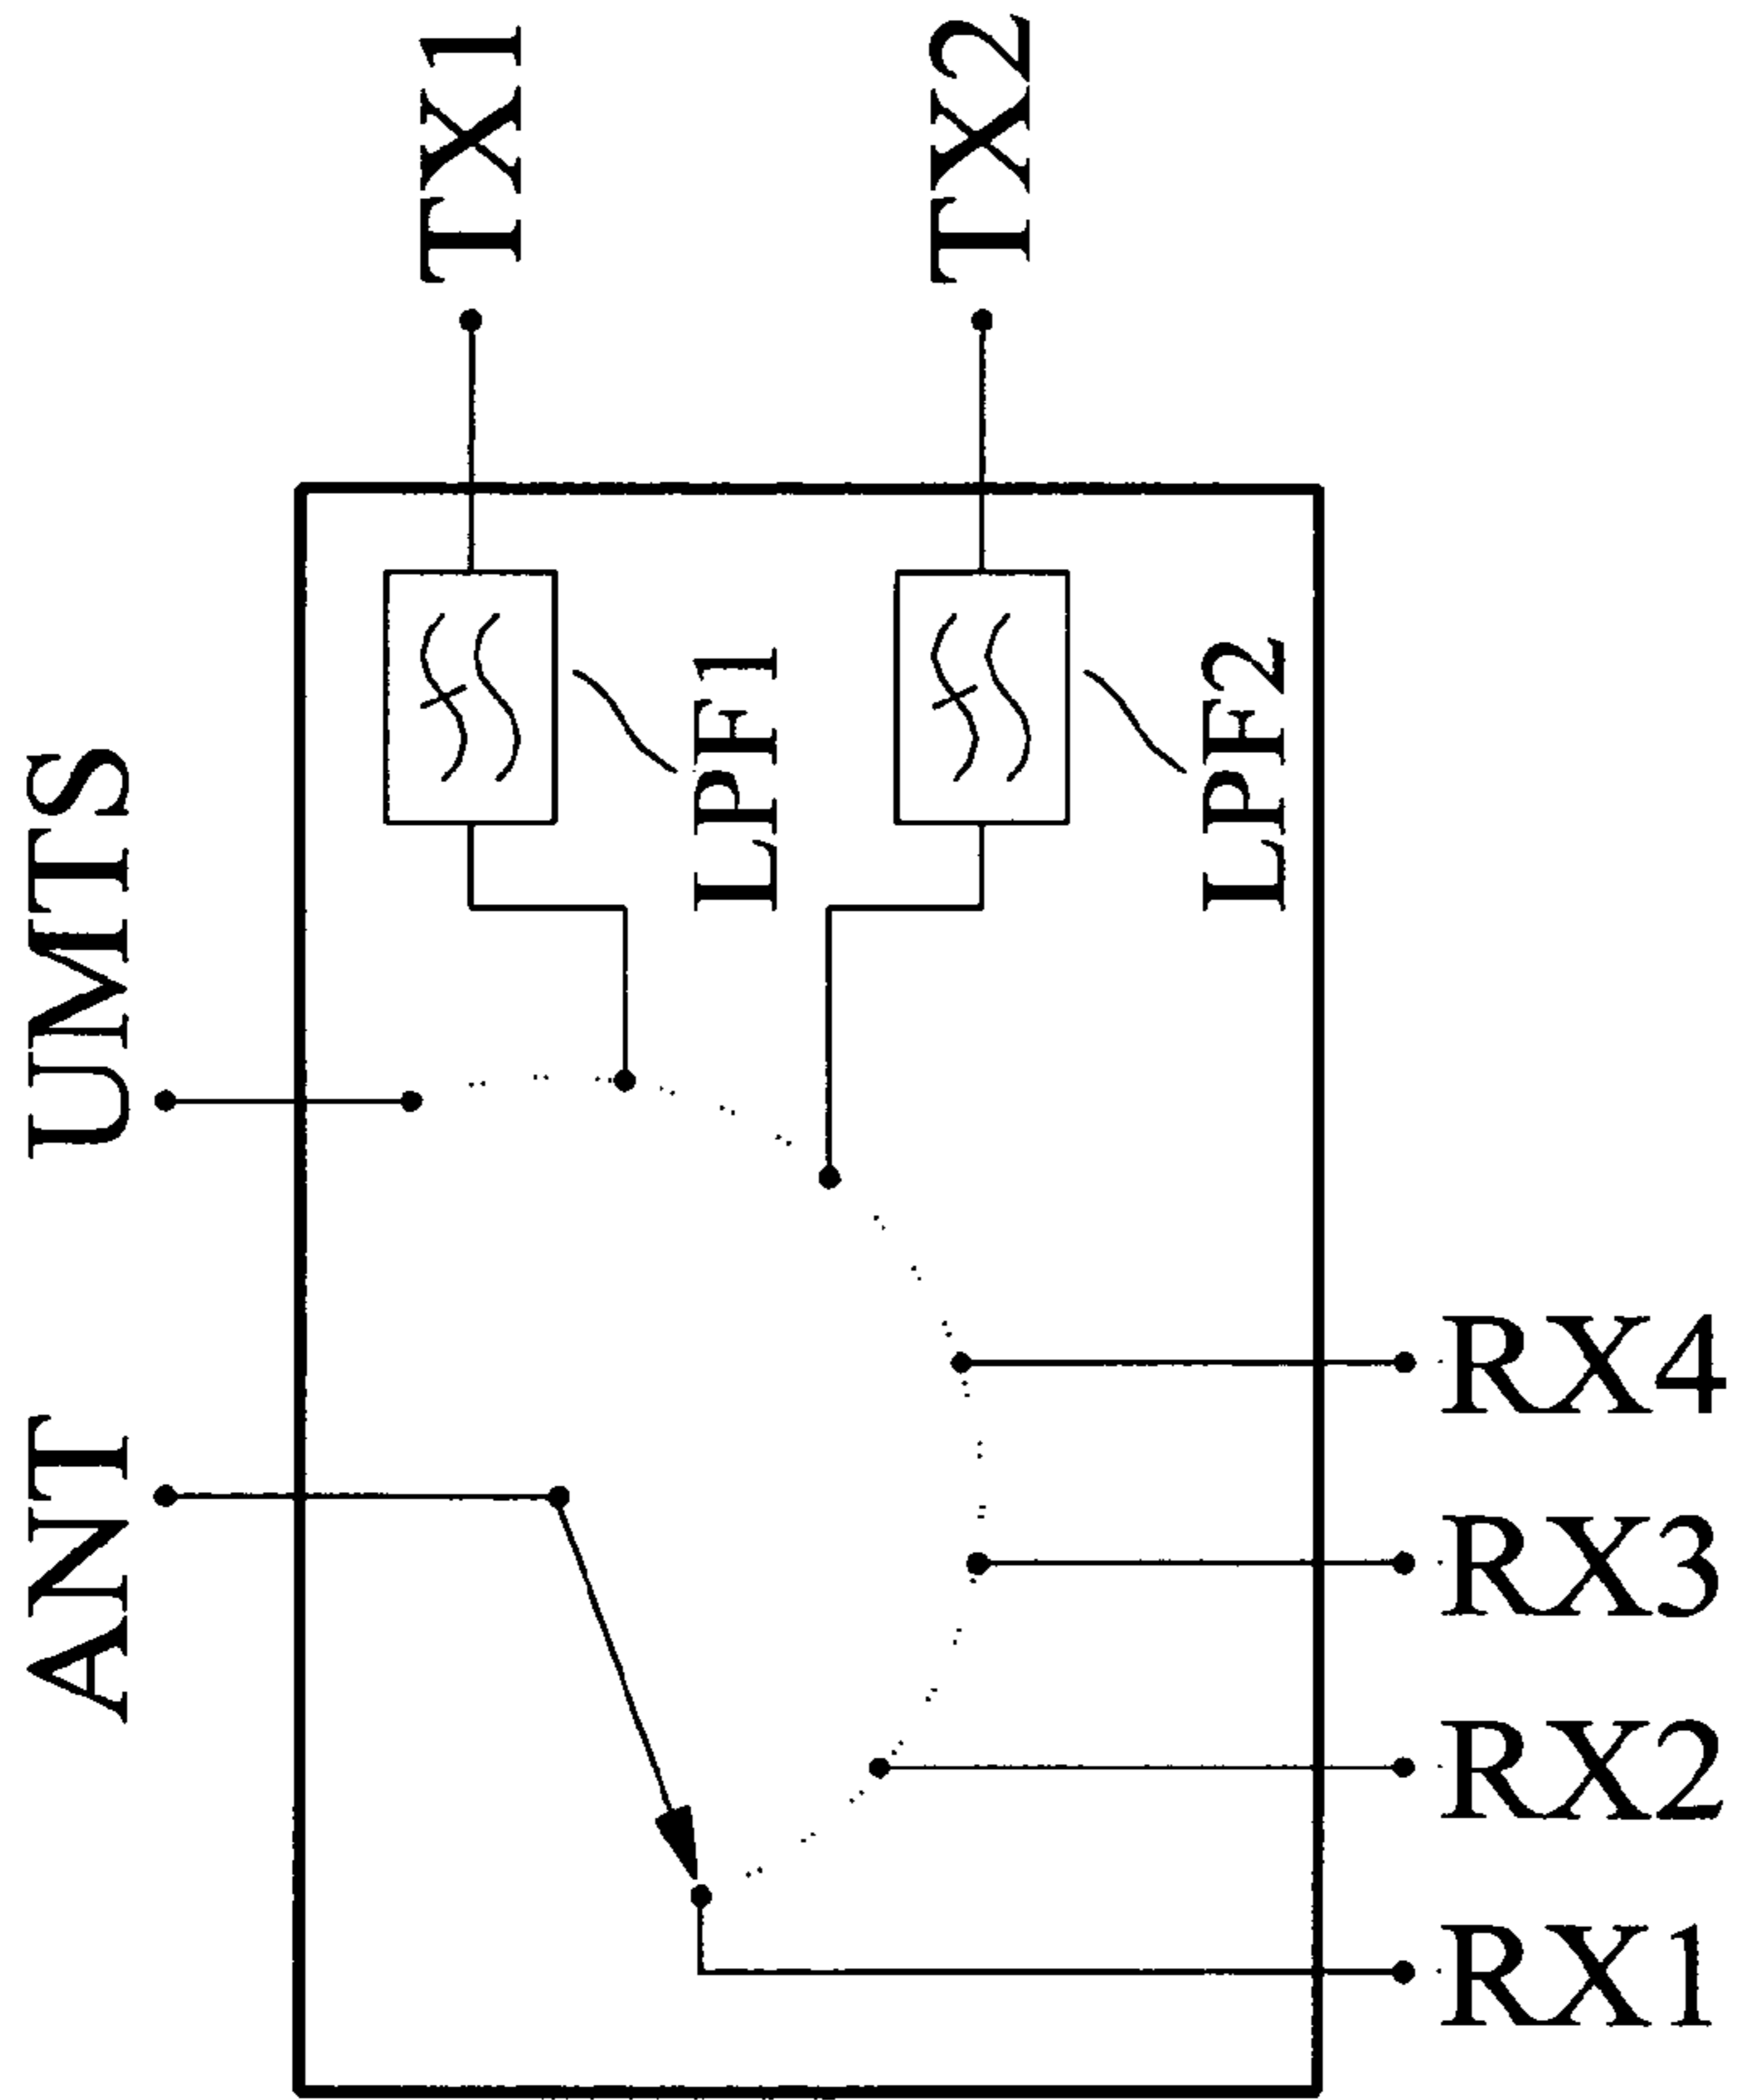 TX1
TX2
UMTS
LPF1
LPF2
ANT
RX4
RX3
RX2
RX1